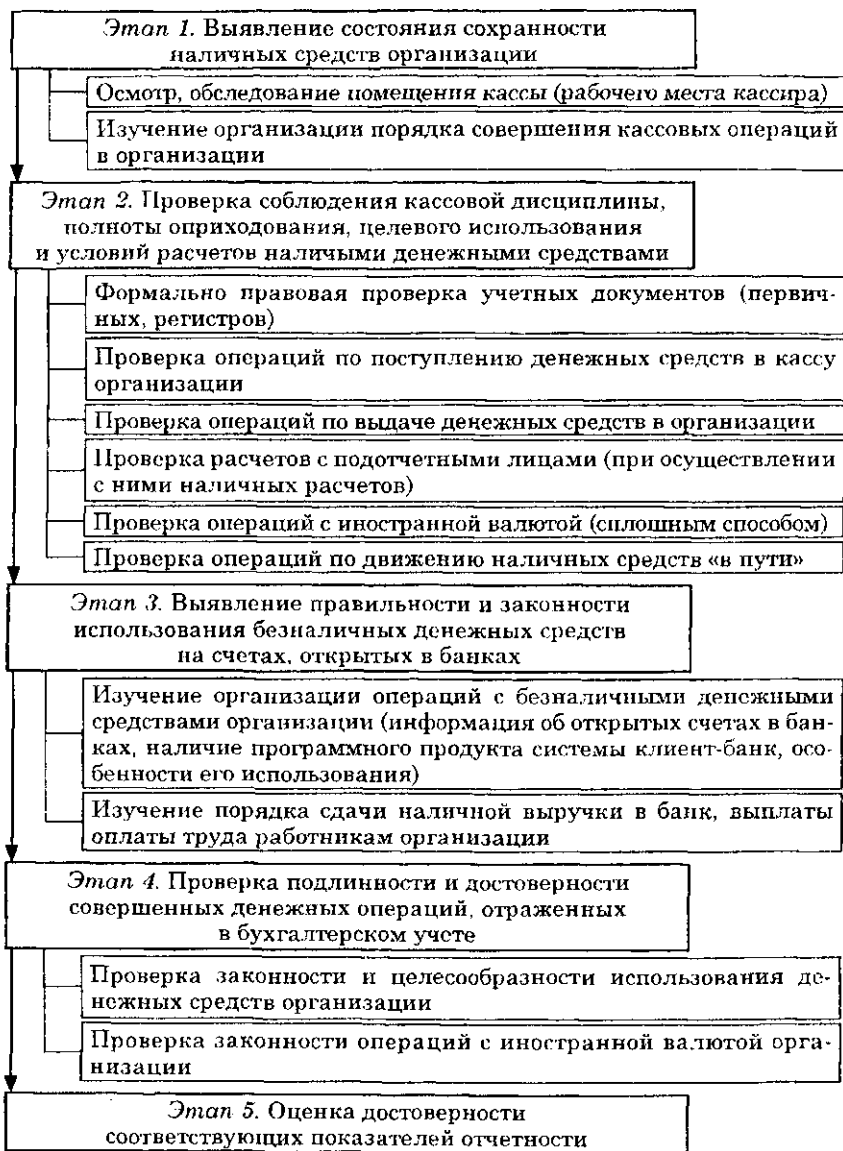 Этап 1. Выявление состояния сохранности
наличных средств организации
Осмотр, обследование помещения кассы (рабочего места кассира)
Изучение организации порядка совершения кассовых операций
в организации
Этап 2. Проверка соблюдения кассовой дисциплины,
полноты оприходования, целевого использования
и условий расчетов наличыми денежными средствами
Формально правовая проверка учетных документов (первич-
ных, регистров)
Проверка операций по поступлению денежных средств в кассу
организации
Проверка операций по выдаче денежных средств в организации
Проверка расчетов с подотчетными лицами (при осуществлении
с ними наличных расчетов)
Проверка операций с иностранной валютой (сплошным способом)
Проверка операций по движению наличных средств «в пути»
Этап 3. Выявление правильности и законности
использования безналичных денежных средств
на счетах, открытых в банках
Изучение организации операций с безналичными денежными
средствами организации (информация об открытых счетах в бан-
ках, наличие программного продукта системы клиент-банк, осо-
бенности его использования)
Изучение порядка сдачи наличной выручки в банк, выплаты
оплаты труда работникам организации
Этап 4. Проверка подлинности и достоверности
совершенных денежных операций, отраженных
в бухгалтерском учете
Проверка законности и целесообразности использования де-
нежных средств организации
Проверка законности операций с иностранной валютой орга-
низации
Этап 5. Оценка достоверности
соответствующих показателей отчетности